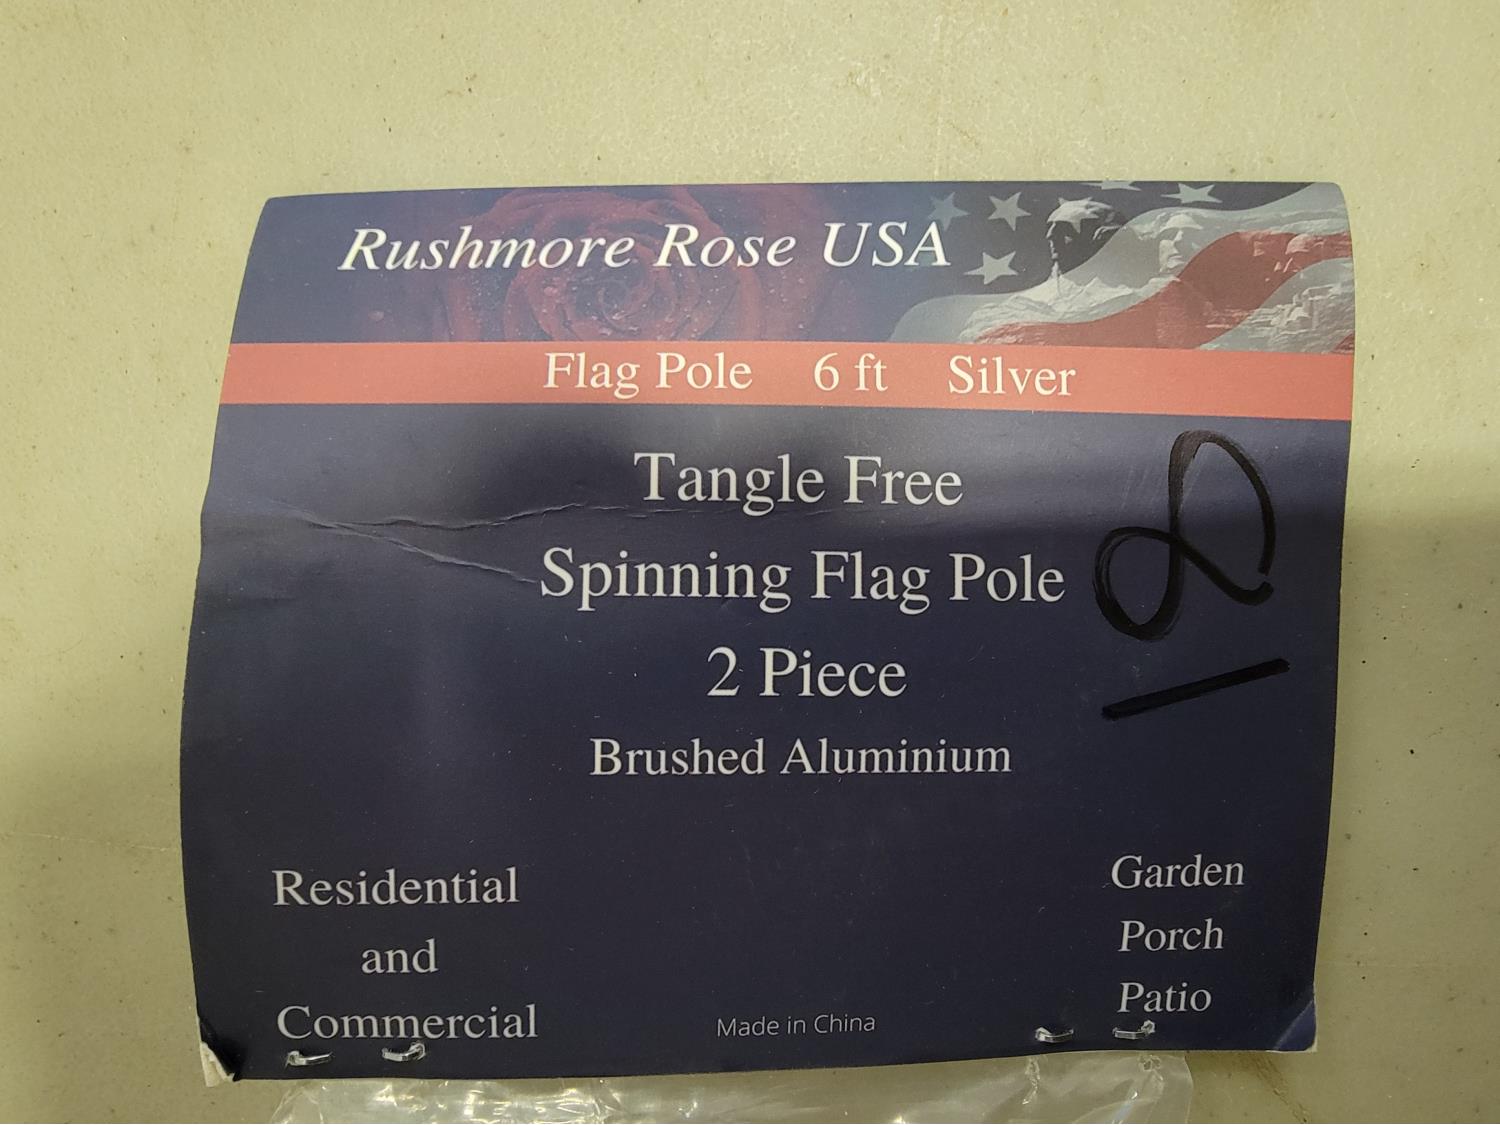 Rushmore Rose USA
Flag Pole 6 ft Silver
Tangle Free
Spinning Flag Pole
2 Piece
Brushed Aluminium
18
Residential
and
Commercial
Garden
Porch
Patio
Made in China